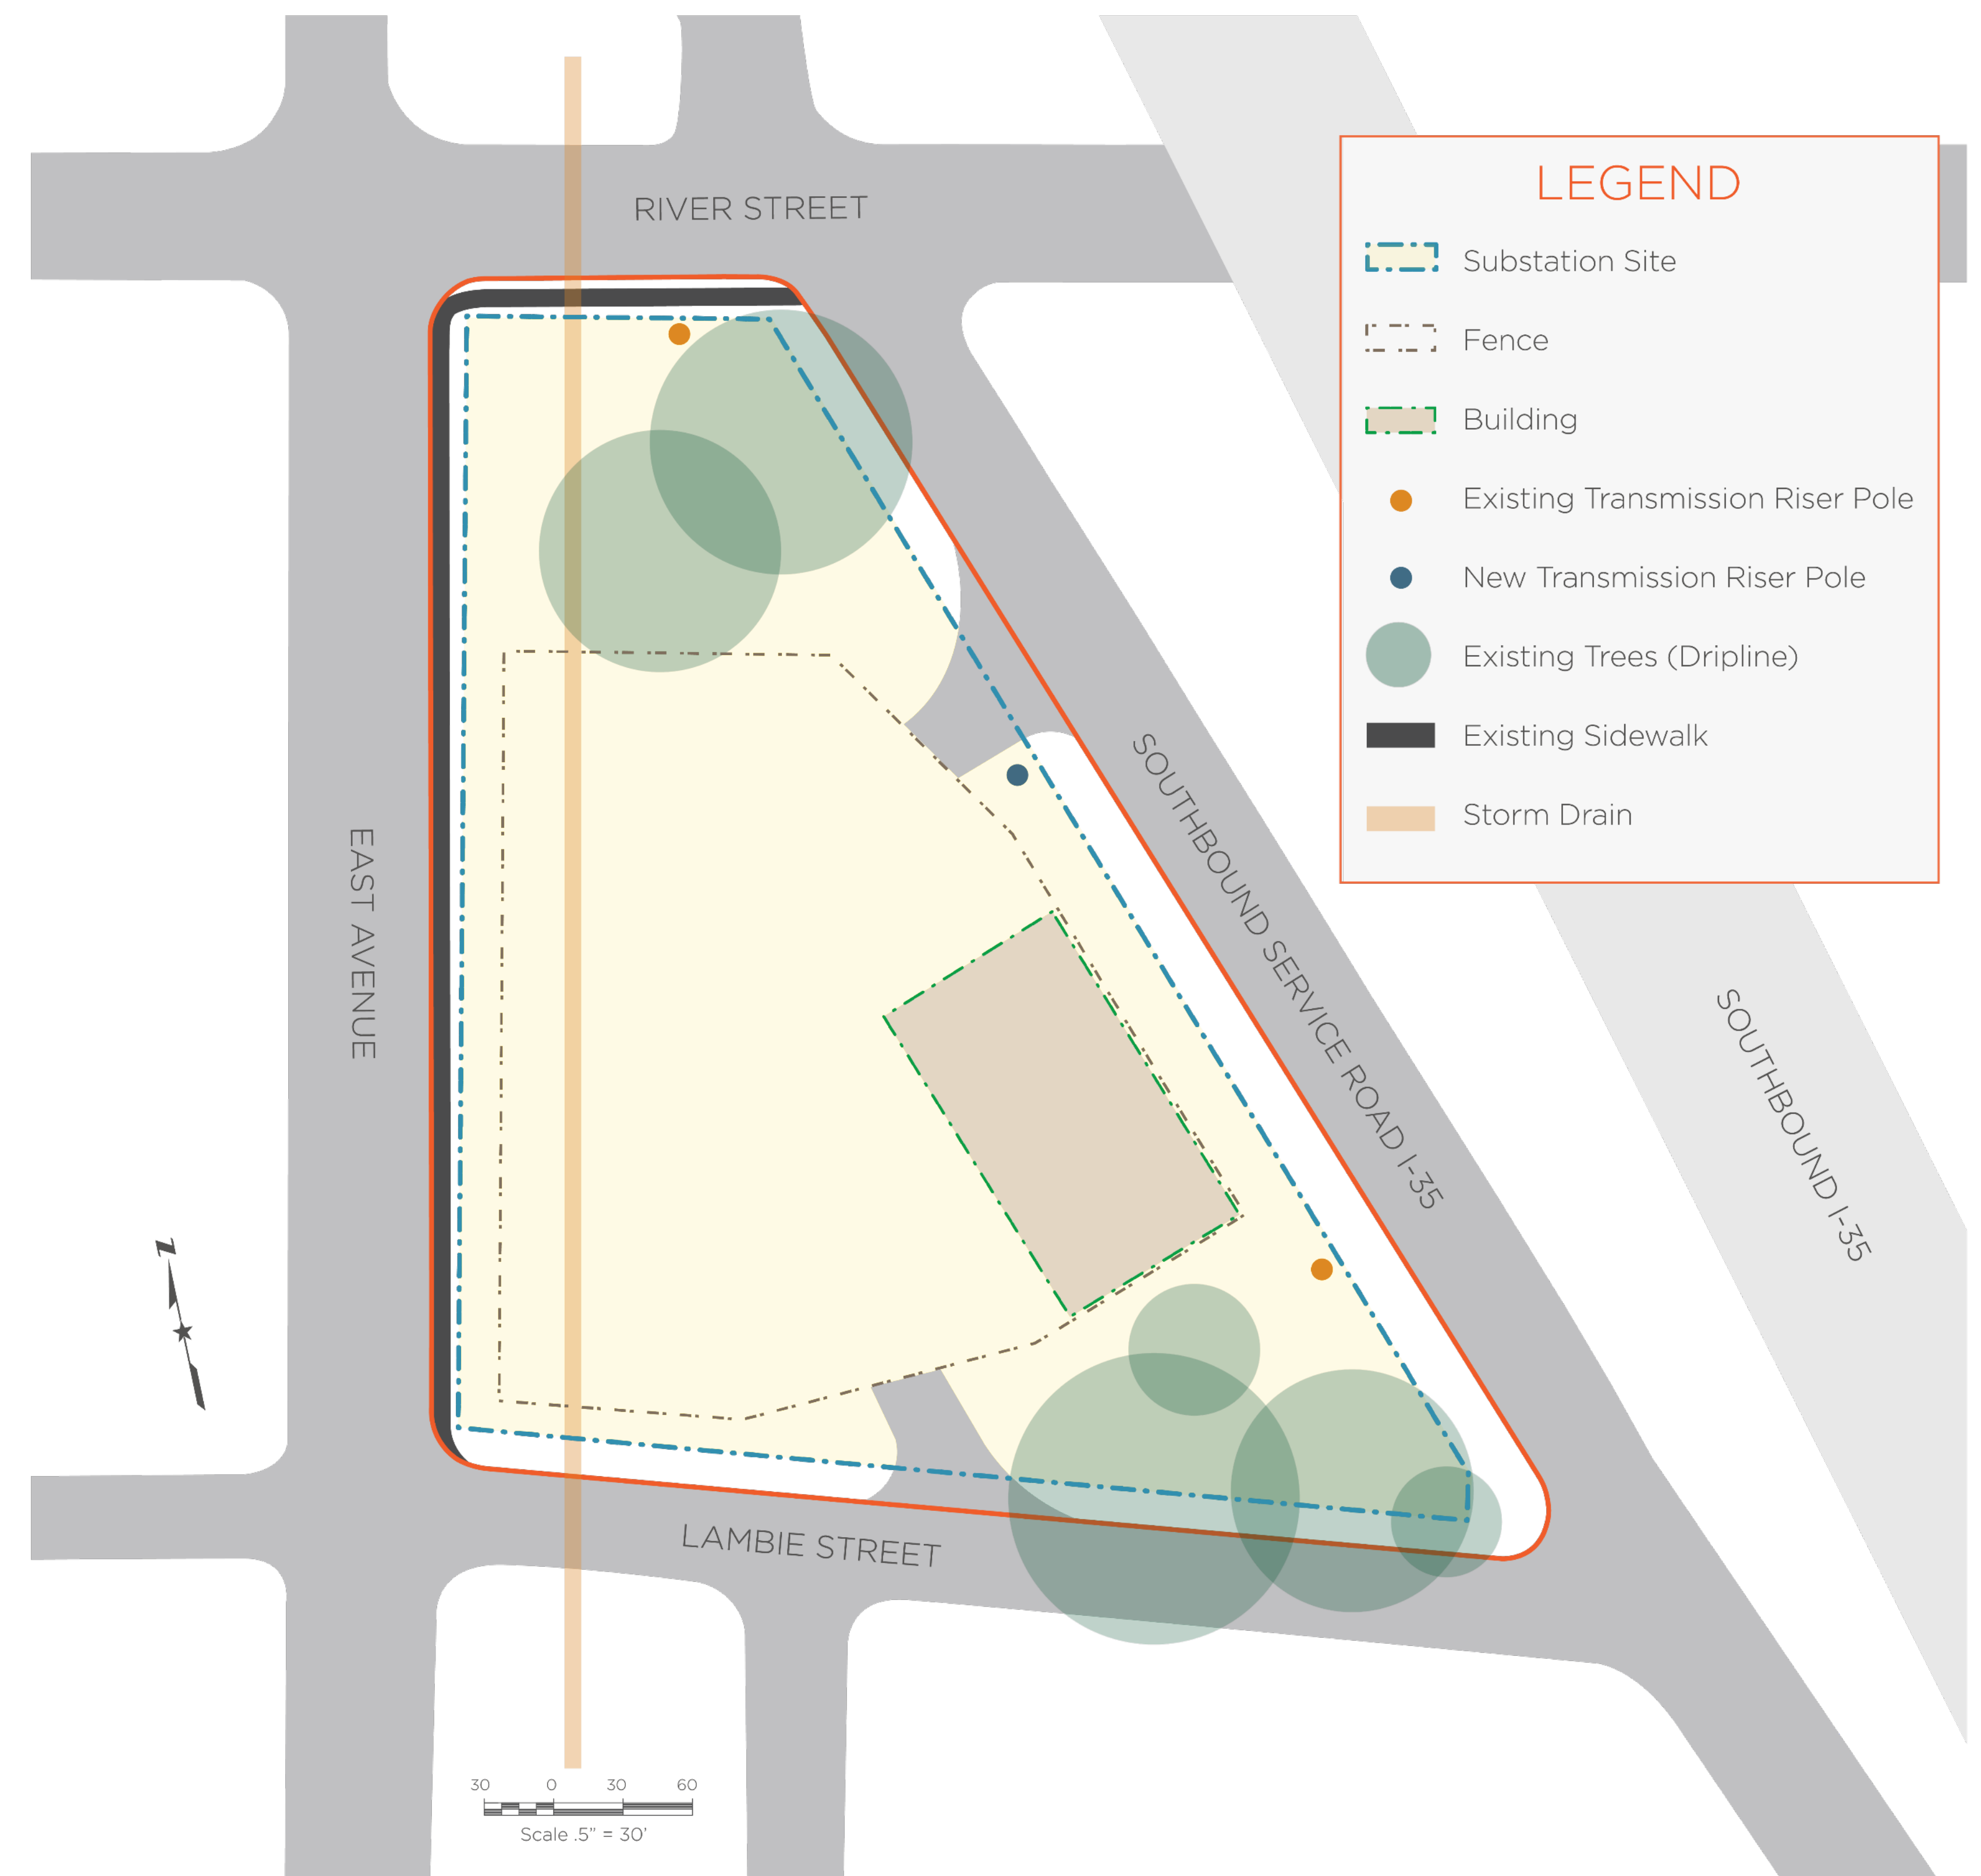 RIVER STREET
LEGEND
Substation Site
Fence
Building
Existing Transmission Riser Pole
New Transmission Riser Pole
Existing Trees (Dripline)
Existing Sidewalk
Storm Drain
EAST AVENUE
SOUTHBOUND SERVICE ROAD I-35
SOUTHBOUND I-35
N
LAMBIE STREET
30 0 30 60
Scale .5" = 30'